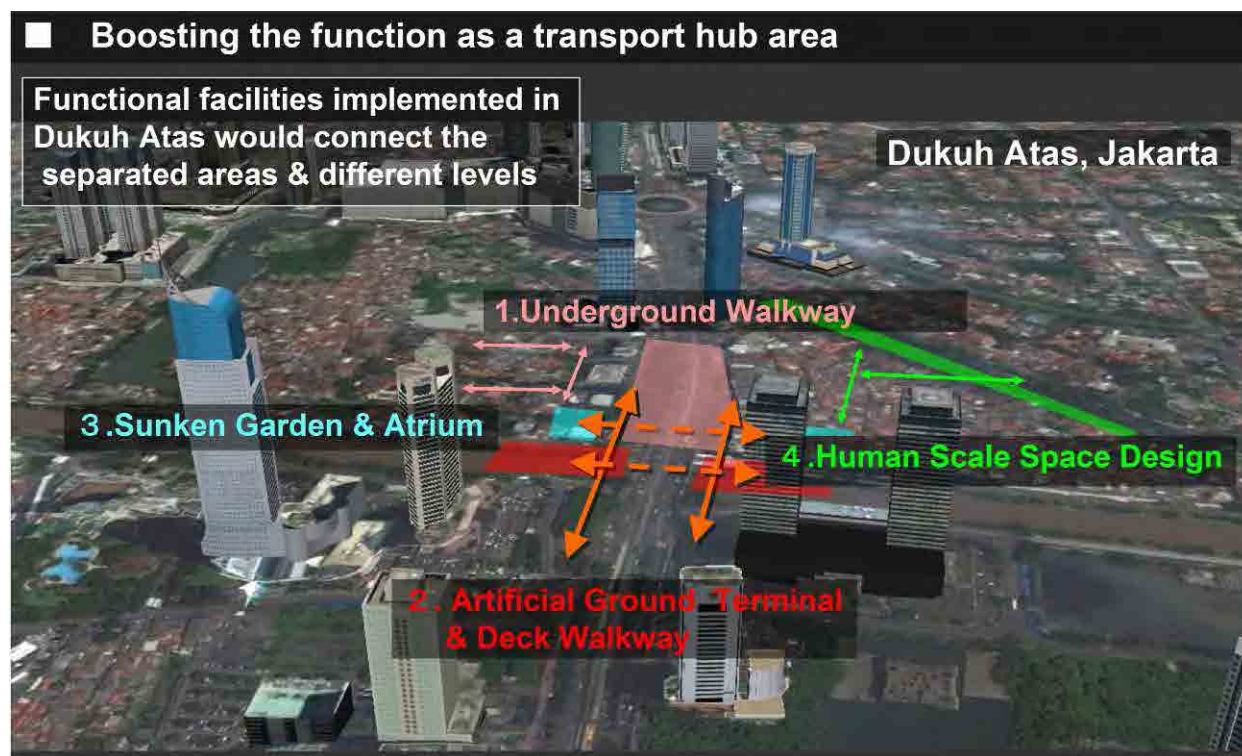 ■ Boosting the function as a transport hub area
Functional facilities implemented in
Dukuh Atas would connect the
separated areas & different levels
Dukuh Atas, Jakarta
1.Underground Walkway
３.Sunken Garden & Atrium
４.Human Scale Space Design
２. Artificial Ground Terminal
& Deck Walkway